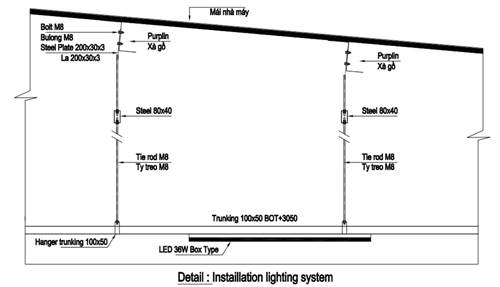 Mái nhà máy
Bolt M8
Bulong M8
Steel Plate 200x30x3
La 200x30x3
Purplin
Xà gồ
Purplin
Xà gồ
Steel 80x40
Steel 80x40
Tie rod M8
Ty treo M8
Tie rod M8
Ty treo M8
Trunking 100x50 BOT+3050
Hanger trunking 100x50
LED 36W Box Type
Detail : Instaillation lighting system